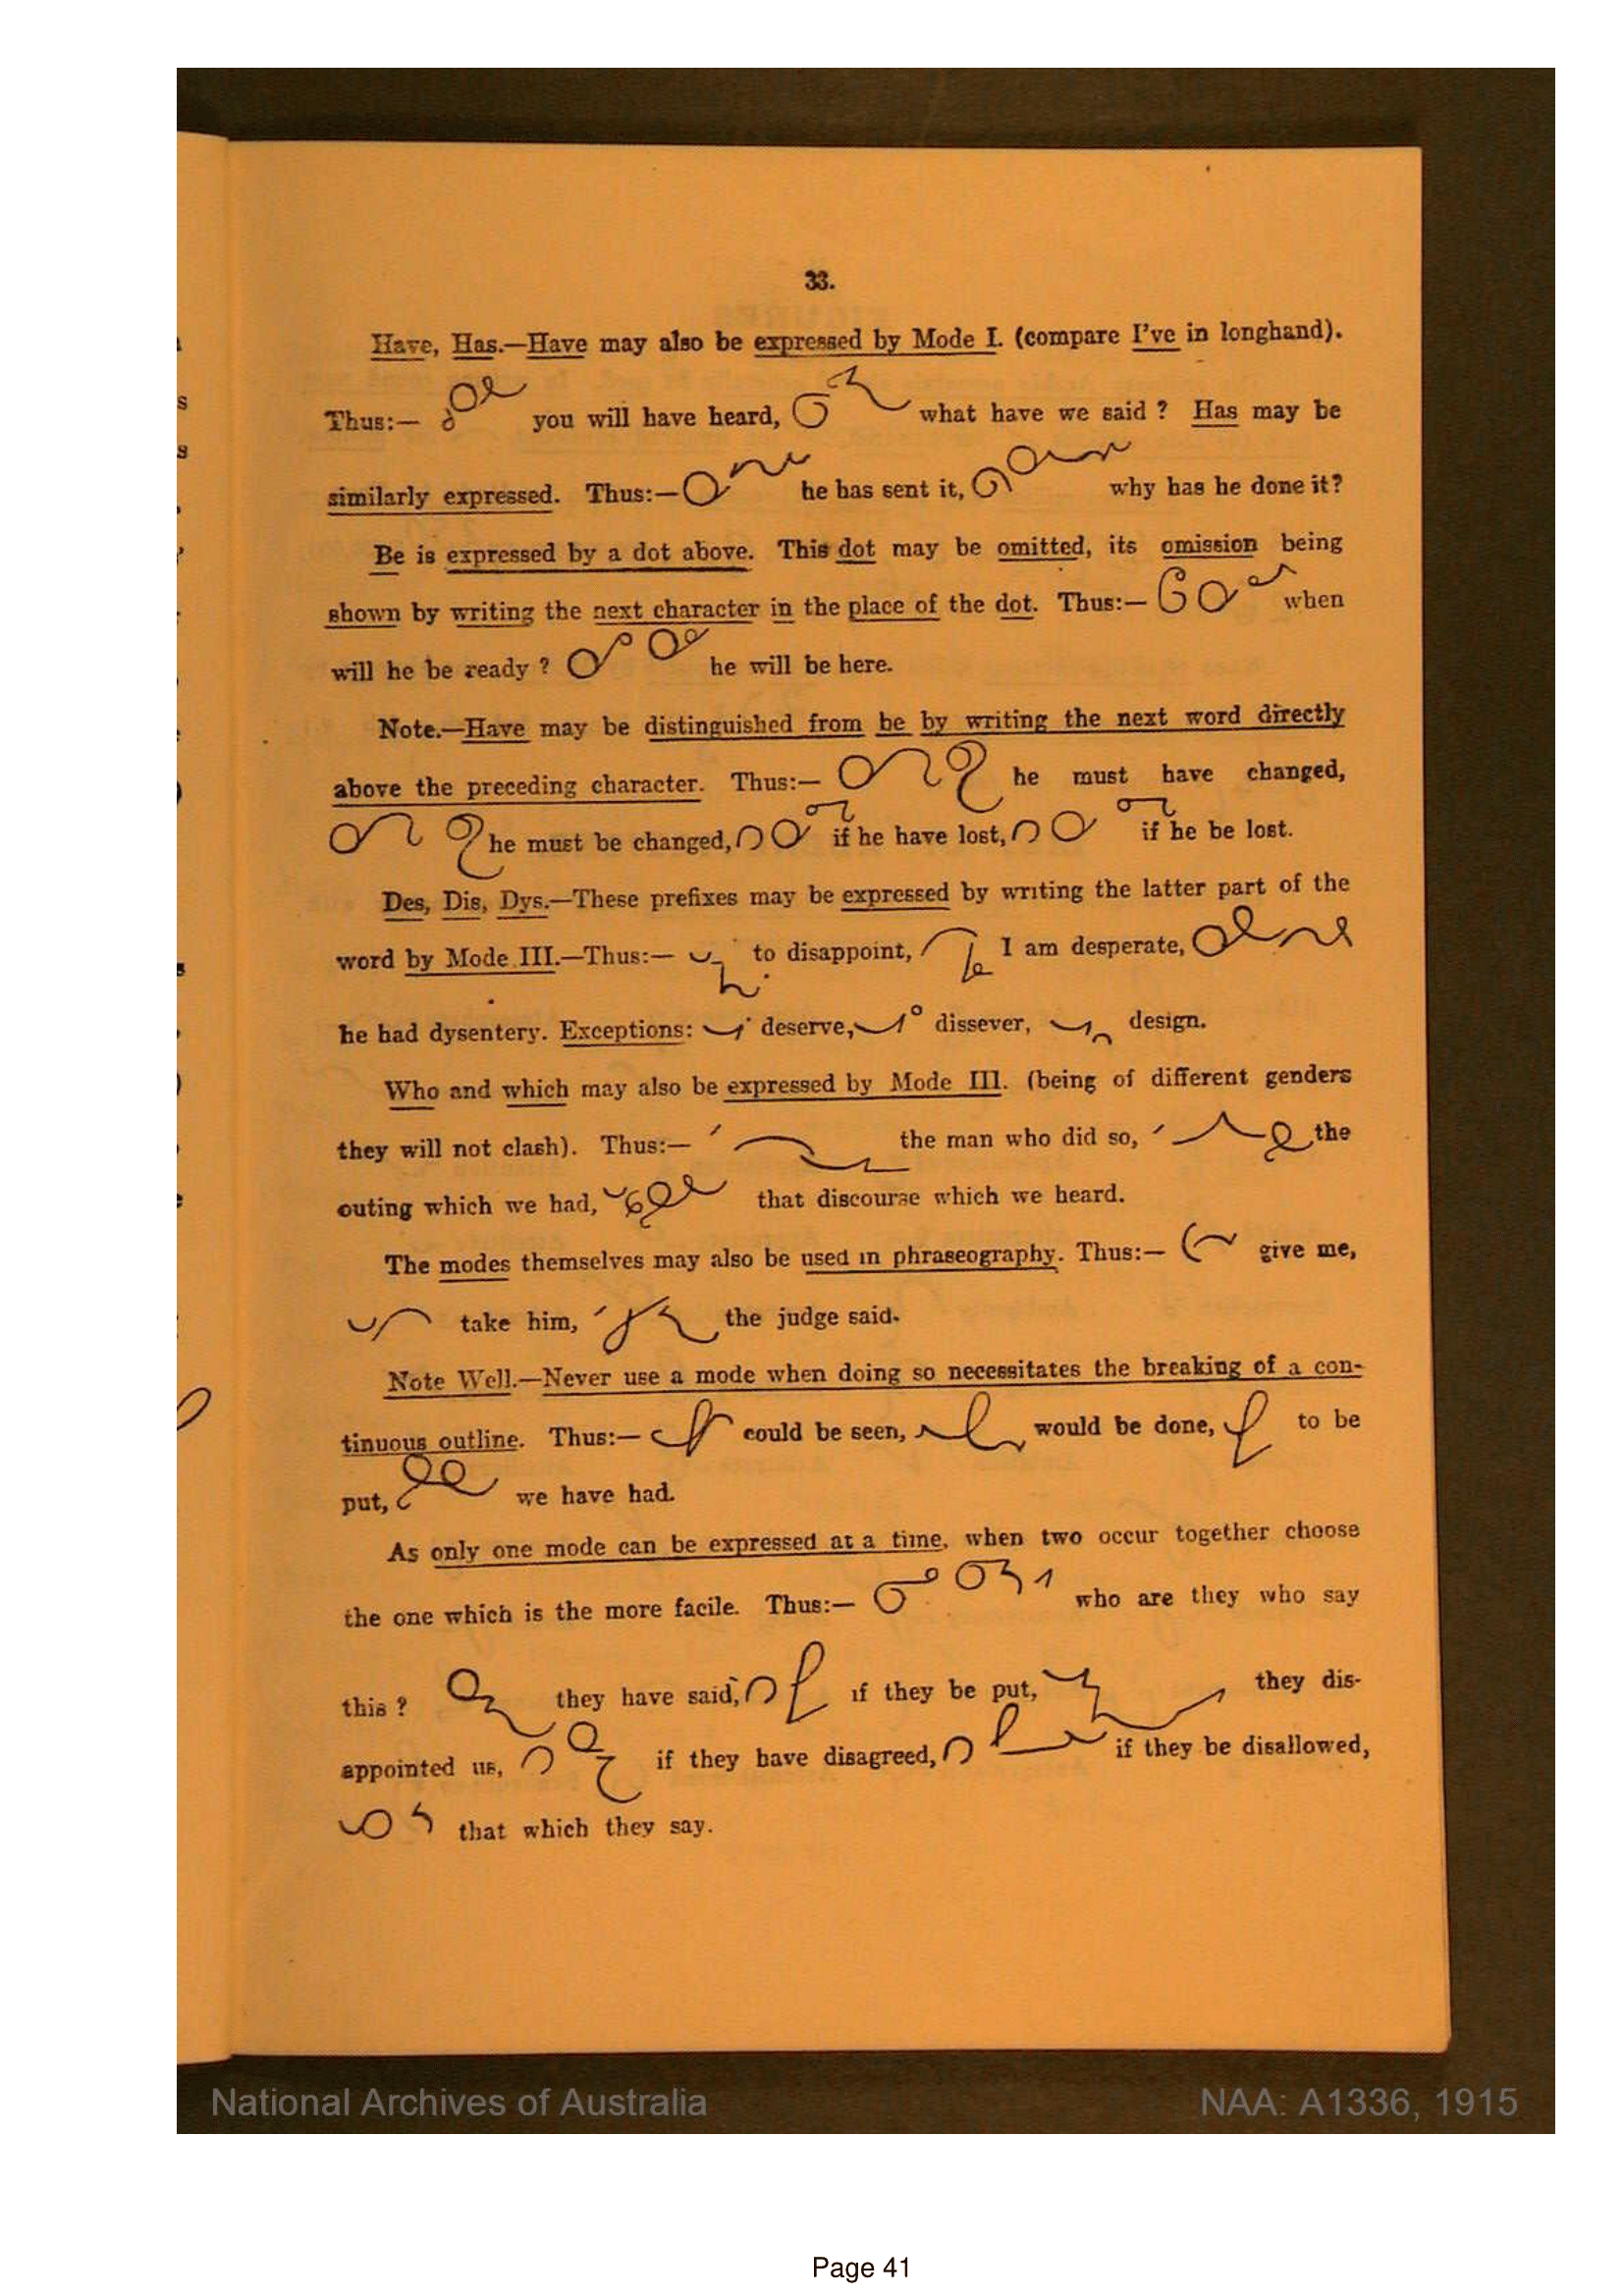 33.
Have, Has.—Have may also be expressed by Mode I. (compare I've in longhand).
Thus:— you will have heard, what have we said ? Has may be
similarly expressed. Thus:— he has sent it, why has he done it?
Be is expressed by a dot above. This dot may be omitted, its omission being
shown by writing the next character in the place of the dot. Thus:— when
will he be ready ? he will be here.
Note.—Have may be distinguished from be by writing the next word directly
above the preceding character. Thus:— he must have changed,
he must be changed, if he have lost, if he be lost.
Des, Dis, Dys.—These prefixes may be expressed by writing the latter part of the
word by Mode III.—Thus:— to disappoint, I am desperate,
he had dysentery. Exceptions: deserve, dissever, design.
Who and which may also be expressed by Mode III. (being of different genders
they will not clash). Thus:— the man who did so, the
outing which we had, that discourse which we heard.
The modes themselves may also be used in phraseography. Thus:— give me,
take him, the judge said.
Note Well.—Never use a mode when doing so necessitates the breaking of a con-
tinuous outline. Thus:— could be seen, would be done, to be
put, we have had.
As only one mode can be expressed at a time, when two occur together choose
the one which is the more facile. Thus:— who are they who say
this ? they have said, if they be put, they dis-
appointed us, if they have disagreed, if they be disallowed,
that which they say.
National Archives of Australia NAA: A1336, 1915
Page 41